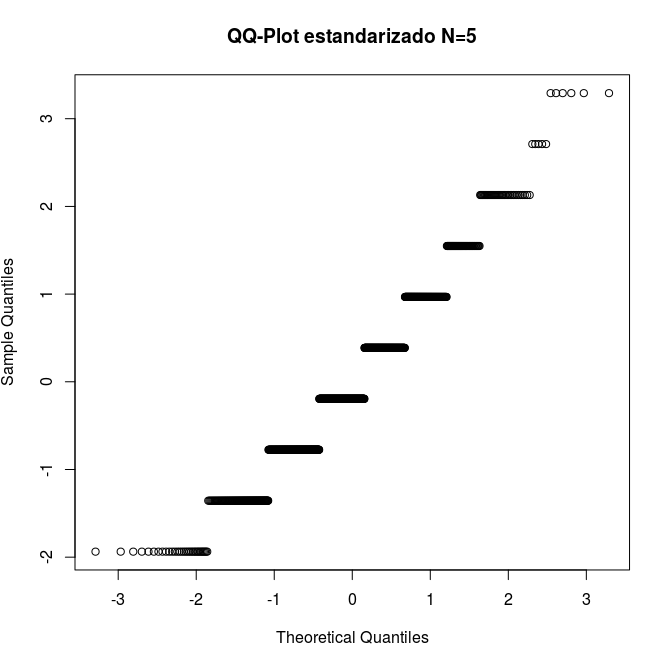 QQ-Plot estandarizado N=5
Sample Quantiles
3
2
1
0
-1
-2
-3 -2 -1 0 1 2 3
Theoretical Quantiles